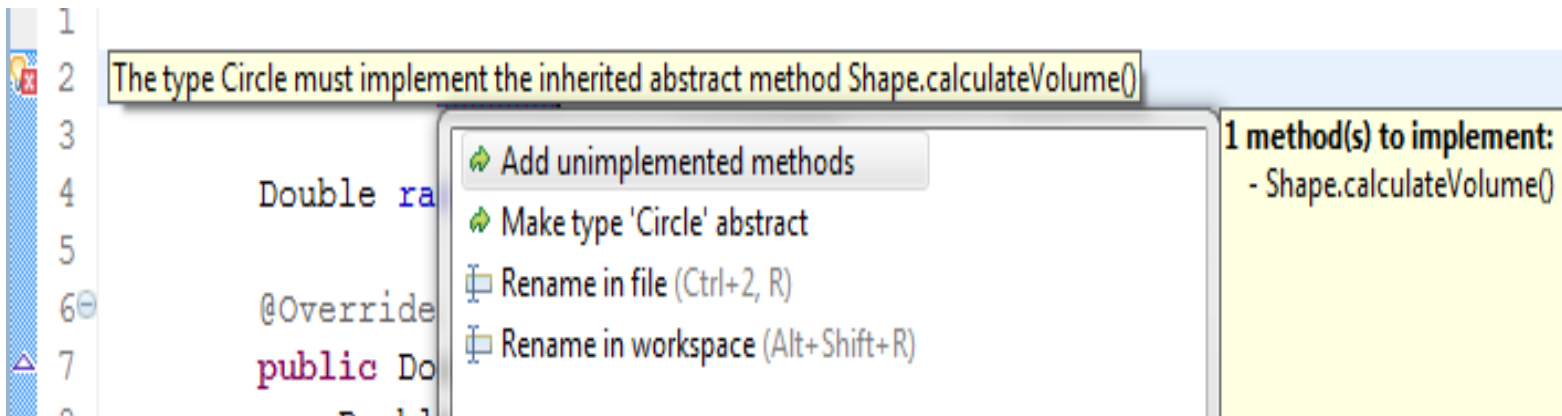 1
2 The type Circle must implement the inherited abstract method Shape.calculateVolume()
3
4 Double ra
5
6 @Override
7 public Do
Add unimplemented methods
Make type 'Circle' abstract
Rename in file (Ctrl+2, R)
Rename in workspace (Alt+Shift+R)
1 method(s) to implement:
- Shape.calculateVolume()